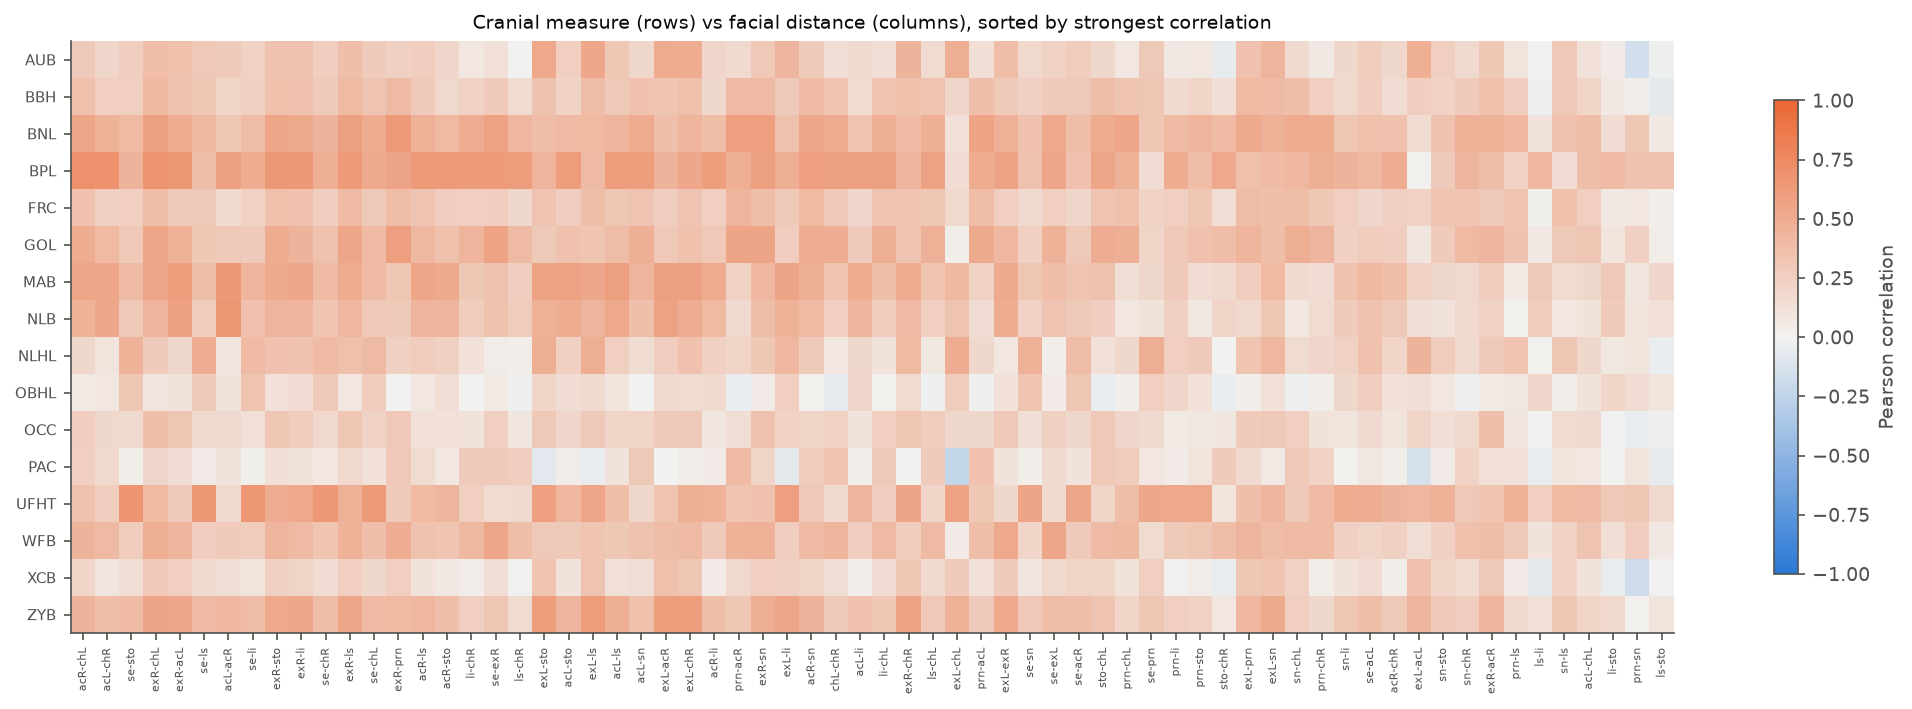 Cranial measure (rows) vs facial distance (columns), sorted by strongest correlation
AUB
BBH
BNL
BPL
FRC
GOL
MAB
NLB
NLHL
OBHL
OCC
PAC
UFHT
WFB
XCB
ZYB
acR-chL
acL-chR
se-sto
exR-chL
exR-acL
se-ls
acL-acR
se-li
exR-sto
exR-li
se-chR
exR-ls
se-chL
exR-prn
acR-ls
acR-sto
li-chR
se-exR
ls-chR
exL-sto
acL-sto
exL-ls
acL-ls
acL-sn
exL-acR
exL-chR
acR-li
prn-acR
exR-sn
exL-li
acR-sn
chL-chR
acL-li
li-chL
exR-chR
ls-chL
exL-chL
prn-acL
exL-exR
se-sn
se-exL
se-acR
sto-chL
prn-chL
se-prn
prn-li
prn-sto
sto-chR
exL-prn
exL-sn
sn-chL
prn-chR
sn-li
se-acL
acR-chR
exL-acL
sn-sto
sn-chR
exR-acR
prn-ls
ls-li
sn-ls
acL-chL
li-sto
prn-sn
ls-sto
1.00
0.75
0.50
0.25
0.00
−0.25
−0.50
−0.75
−1.00
Pearson correlation